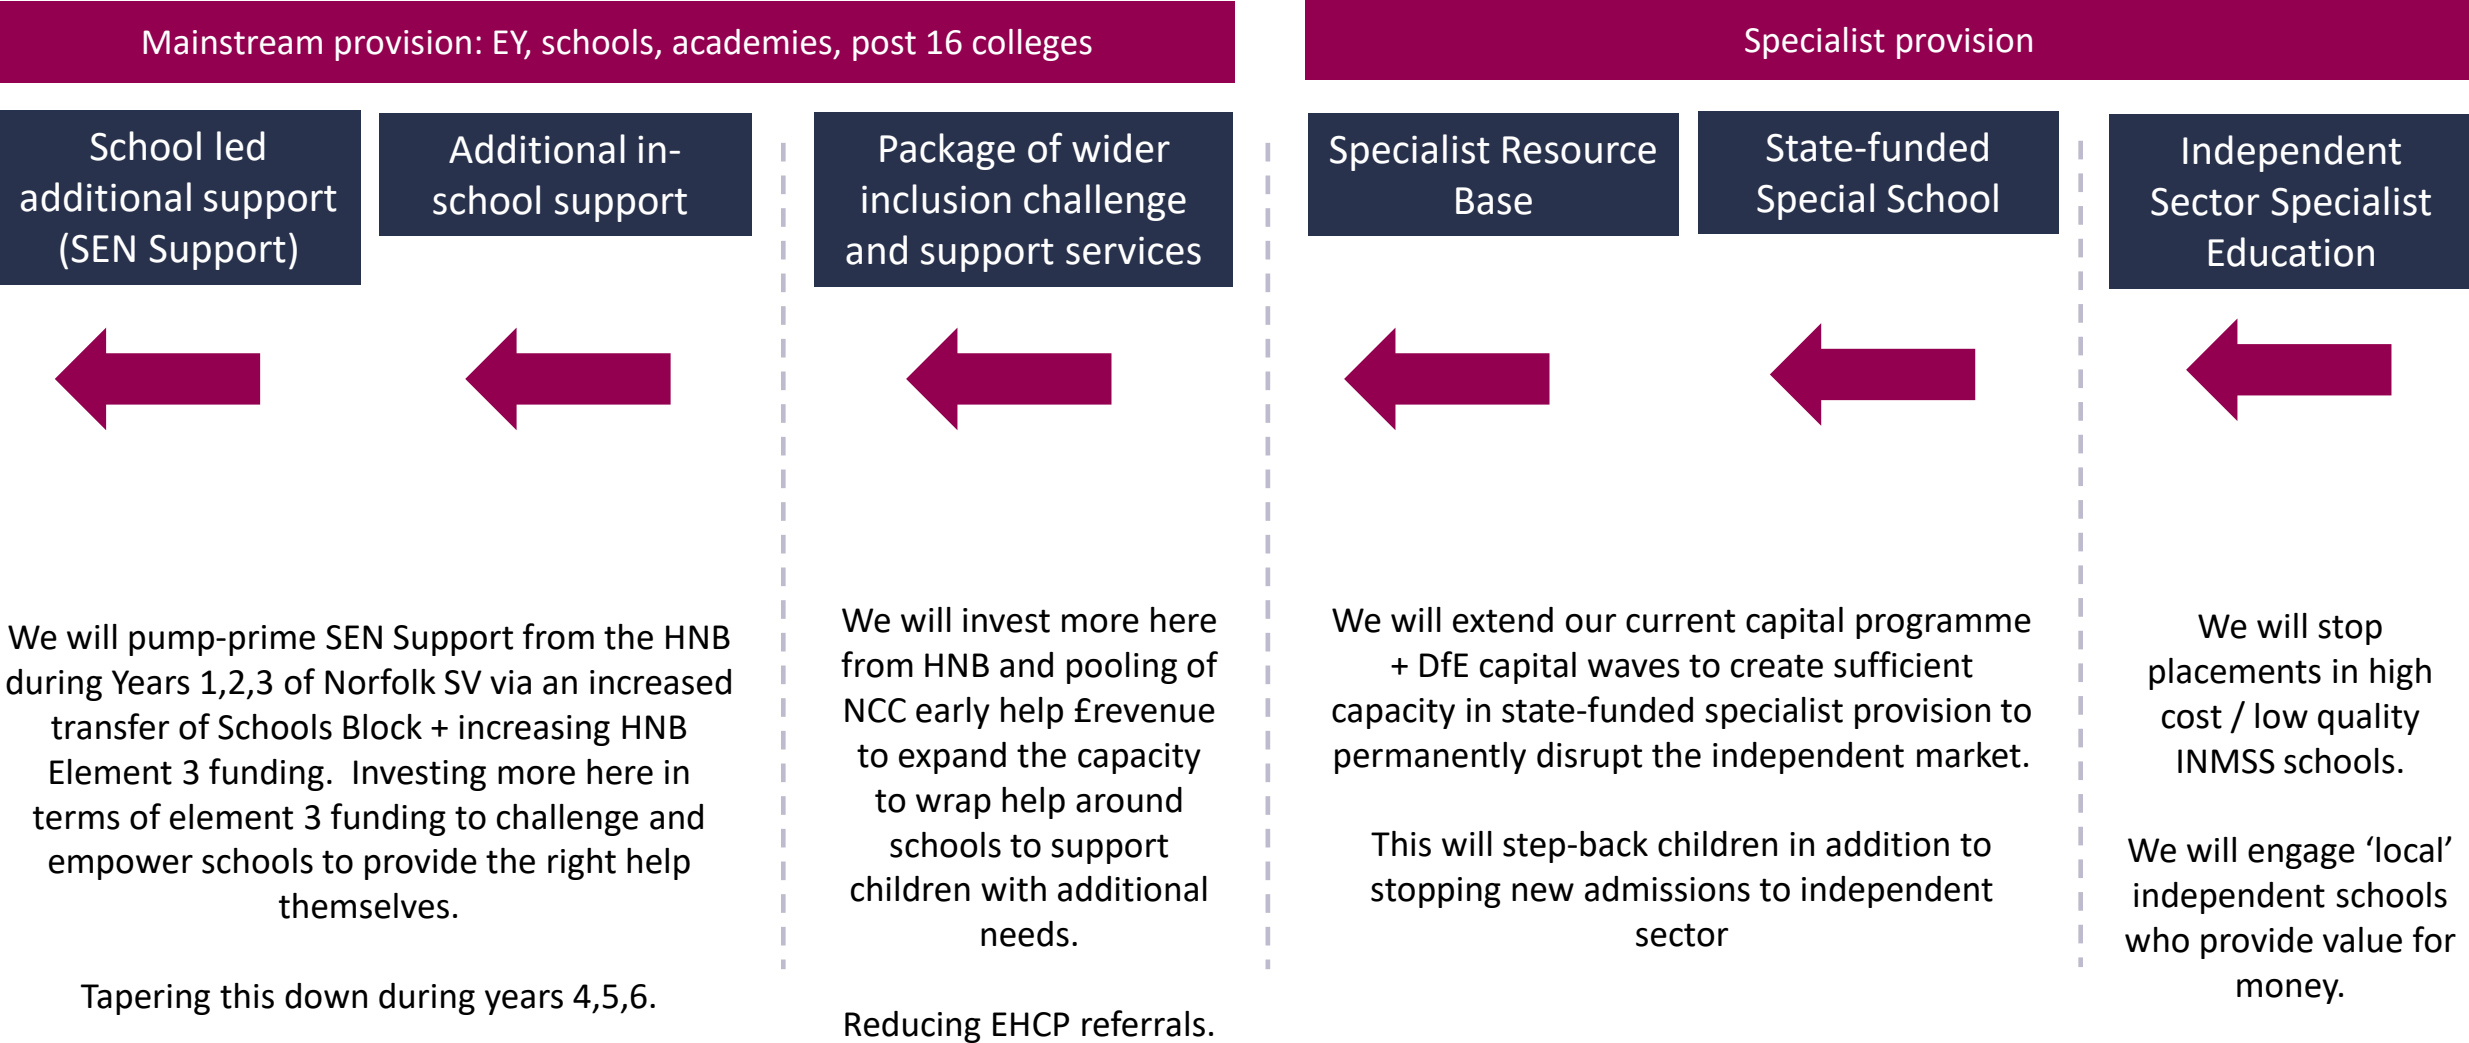 Mainstream provision: EY, schools, academies, post 16 colleges
Specialist provision
School led
additional support
(SEN Support)
Additional in-
school support
Package of wider
inclusion challenge
and support services
Specialist Resource
Base
State-funded
Special School
Independent
Sector Specialist
Education
We will pump-prime SEN Support from the HNB
during Years 1,2,3 of Norfolk SV via an increased
transfer of Schools Block + increasing HNB
Element 3 funding.  Investing more here in
terms of element 3 funding to challenge and
empower schools to provide the right help
themselves.
Tapering this down during years 4,5,6.
We will invest more here
from HNB and pooling of
NCC early help £revenue
to expand the capacity
to wrap help around
schools to support
children with additional
needs.
Reducing EHCP referrals.
We will extend our current capital programme
+ DfE capital waves to create sufficient
capacity in state-funded specialist provision to
permanently disrupt the independent market.
This will step-back children in addition to
stopping new admissions to independent
sector
We will stop
placements in high
cost / low quality
INMSS schools.
We will engage ‘local’
independent schools
who provide value for
money.